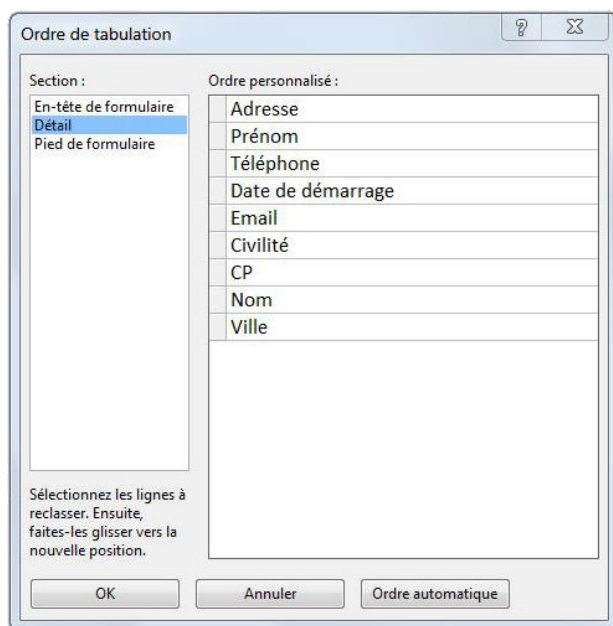 Ordre de tabulation
Section :
En-tête de formulaire
Détail
Pied de formulaire
Sélectionnez les lignes à
reclasser. Ensuite,
faites-les glisser vers la
nouvelle position.
Ordre personnalisé :
Adresse
Prénom
Téléphone
Date de démarrage
Email
Civilité
CP
Nom
Ville
OK
Annuler
Ordre automatique